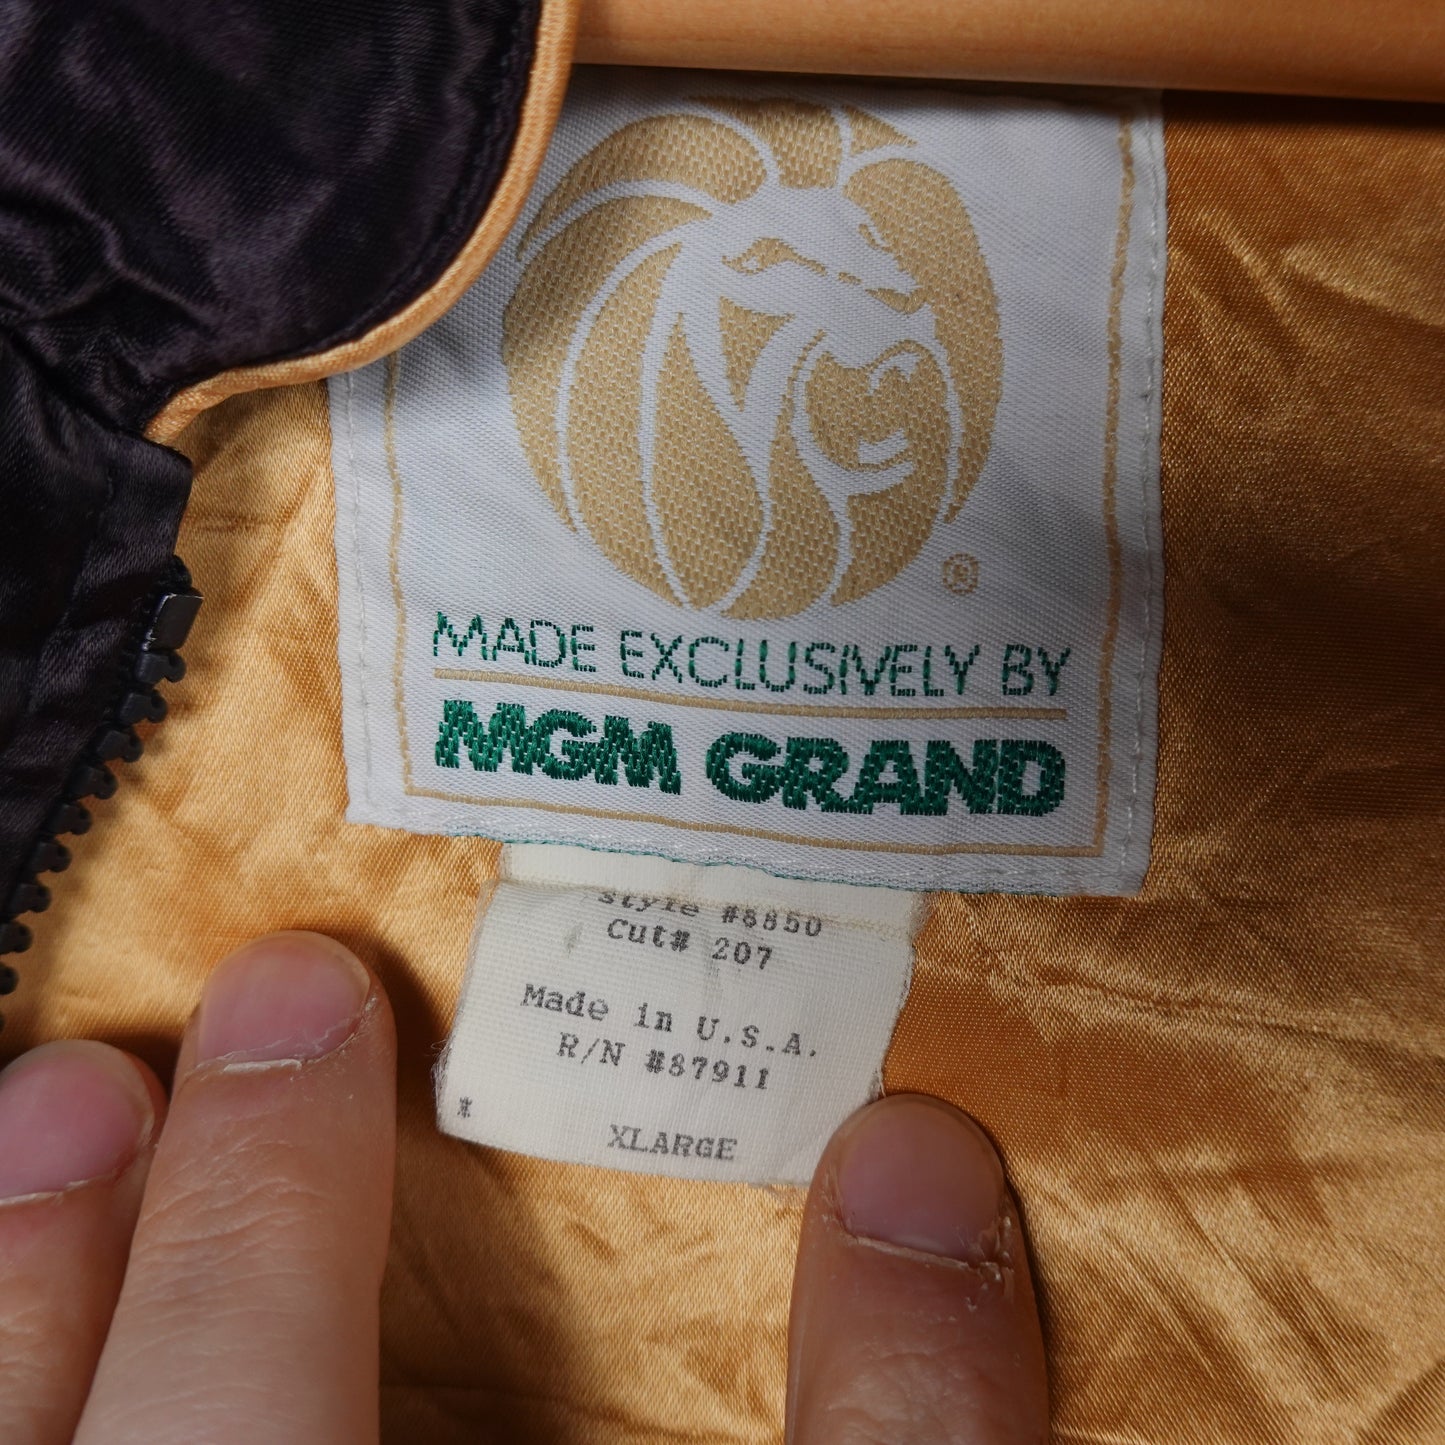 ®
MADE EXCLUSIVELY BY
MGM GRAND
Style #8850
Cut# 207
Made in U.S.A.
R/N #87911
XLARGE